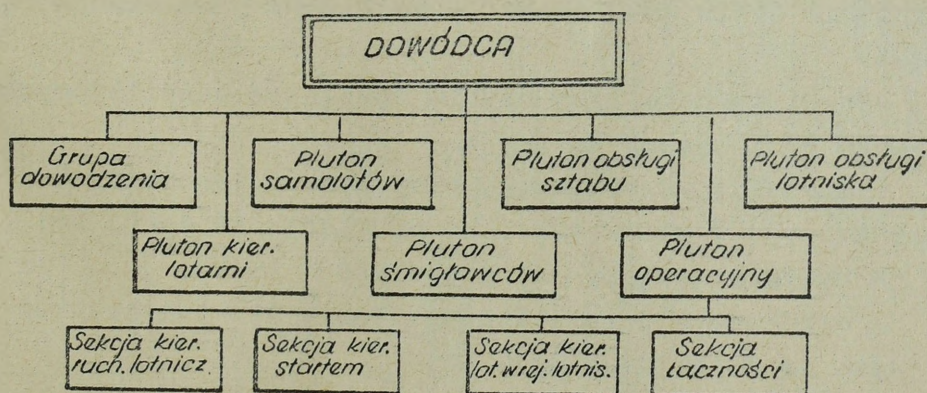 DOWÓDCA
Grupa
dowodzenia
Pluton
samolotów
Pluton obsługi
sztabu
Pluton obsługi
lotniska
Pluton kier.
lotami
Pluton
śmigłowców
Pluton
operacyjny
Sekcja kier.
ruch. lotnicz.
Sekcja kier.
startem
Sekcja kier.
lot. w rej. lotnis.
Sekcja
Łączności